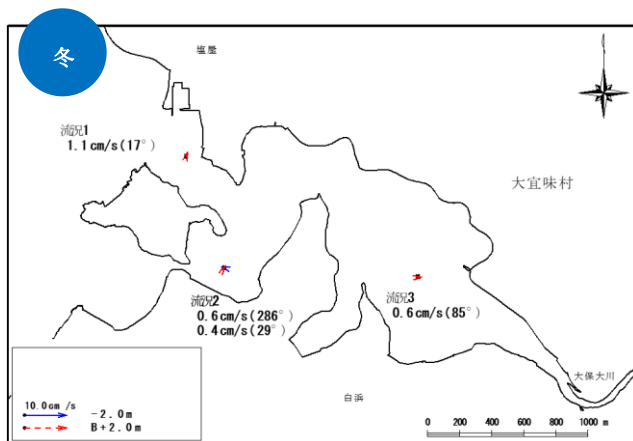 冬
塩屋
流況1
1.1cm/s(17°)
大宜味村
流況2
0.6cm/s(286°)
0.4cm/s(29°)
流況3
0.6cm/s(85°)
大保大川
白浜
10.0cm/s
-2.0m
B+2.0m
0 200 400 600 800 1000 m